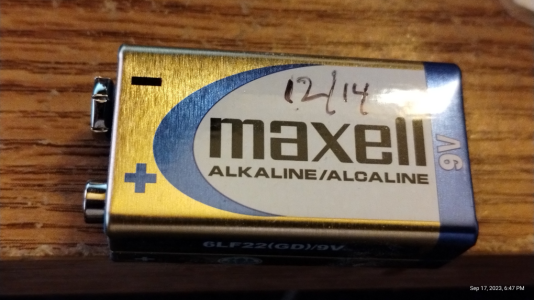 12/14
maxell
ALKALINE/ALCALINE
9V
6LF22(GD)/9V
Sep 17, 2023, 6:47 PM